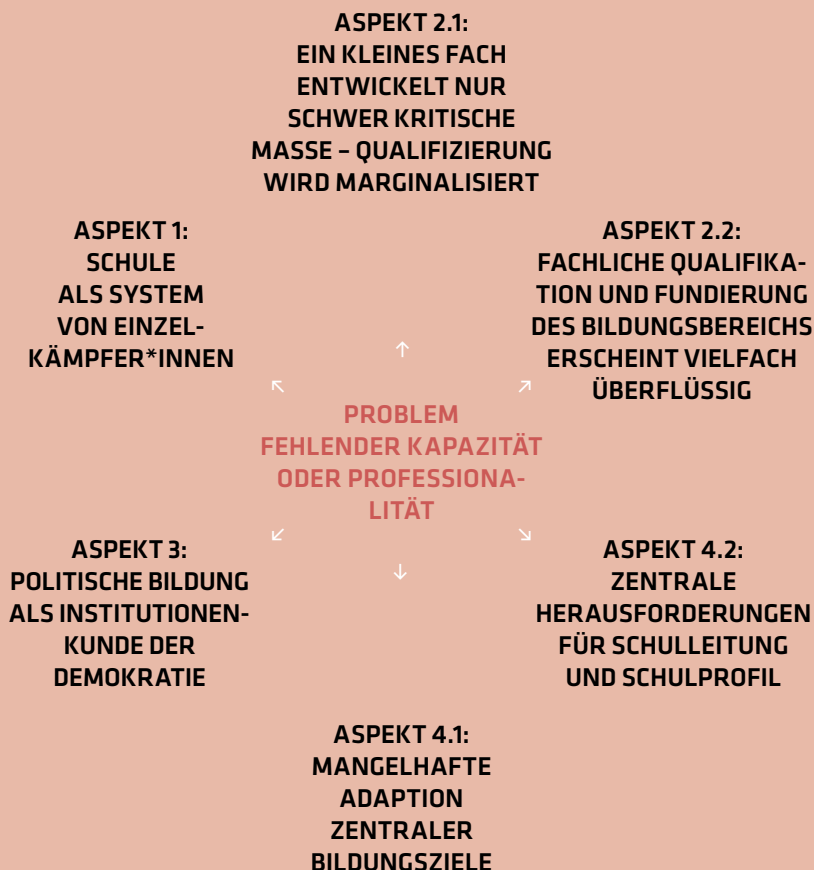 ASPEKT 2.1:
EIN KLEINES FACH
ENTWICKELT NUR
SCHWER KRITISCHE
MASSE – QUALIFIZIERUNG
WIRD MARGINALISIERT
ASPEKT 1:
SCHULE
ALS SYSTEM
VON EINZEL-
KÄMPFER*INNEN
ASPEKT 2.2:
FACHLICHE QUALIFIKA-
TION UND FUNDIERUNG
DES BILDUNGSBEREICHS
ERSCHEINT VIELFACH
ÜBERFLÜSSIG
PROBLEM
FEHLENDER KAPAZITÄT
ODER PROFESSIONA-
LITÄT
ASPEKT 3:
POLITISCHE BILDUNG
ALS INSTITUTIONEN-
KUNDE DER
DEMOKRATIE
ASPEKT 4.2:
ZENTRALE
HERAUSFORDERUNGEN
FÜR SCHULLEITUNG
UND SCHULPROFIL
ASPEKT 4.1:
MANGELHAFTE
ADAPTION
ZENTRALER
BILDUNGSZIELE